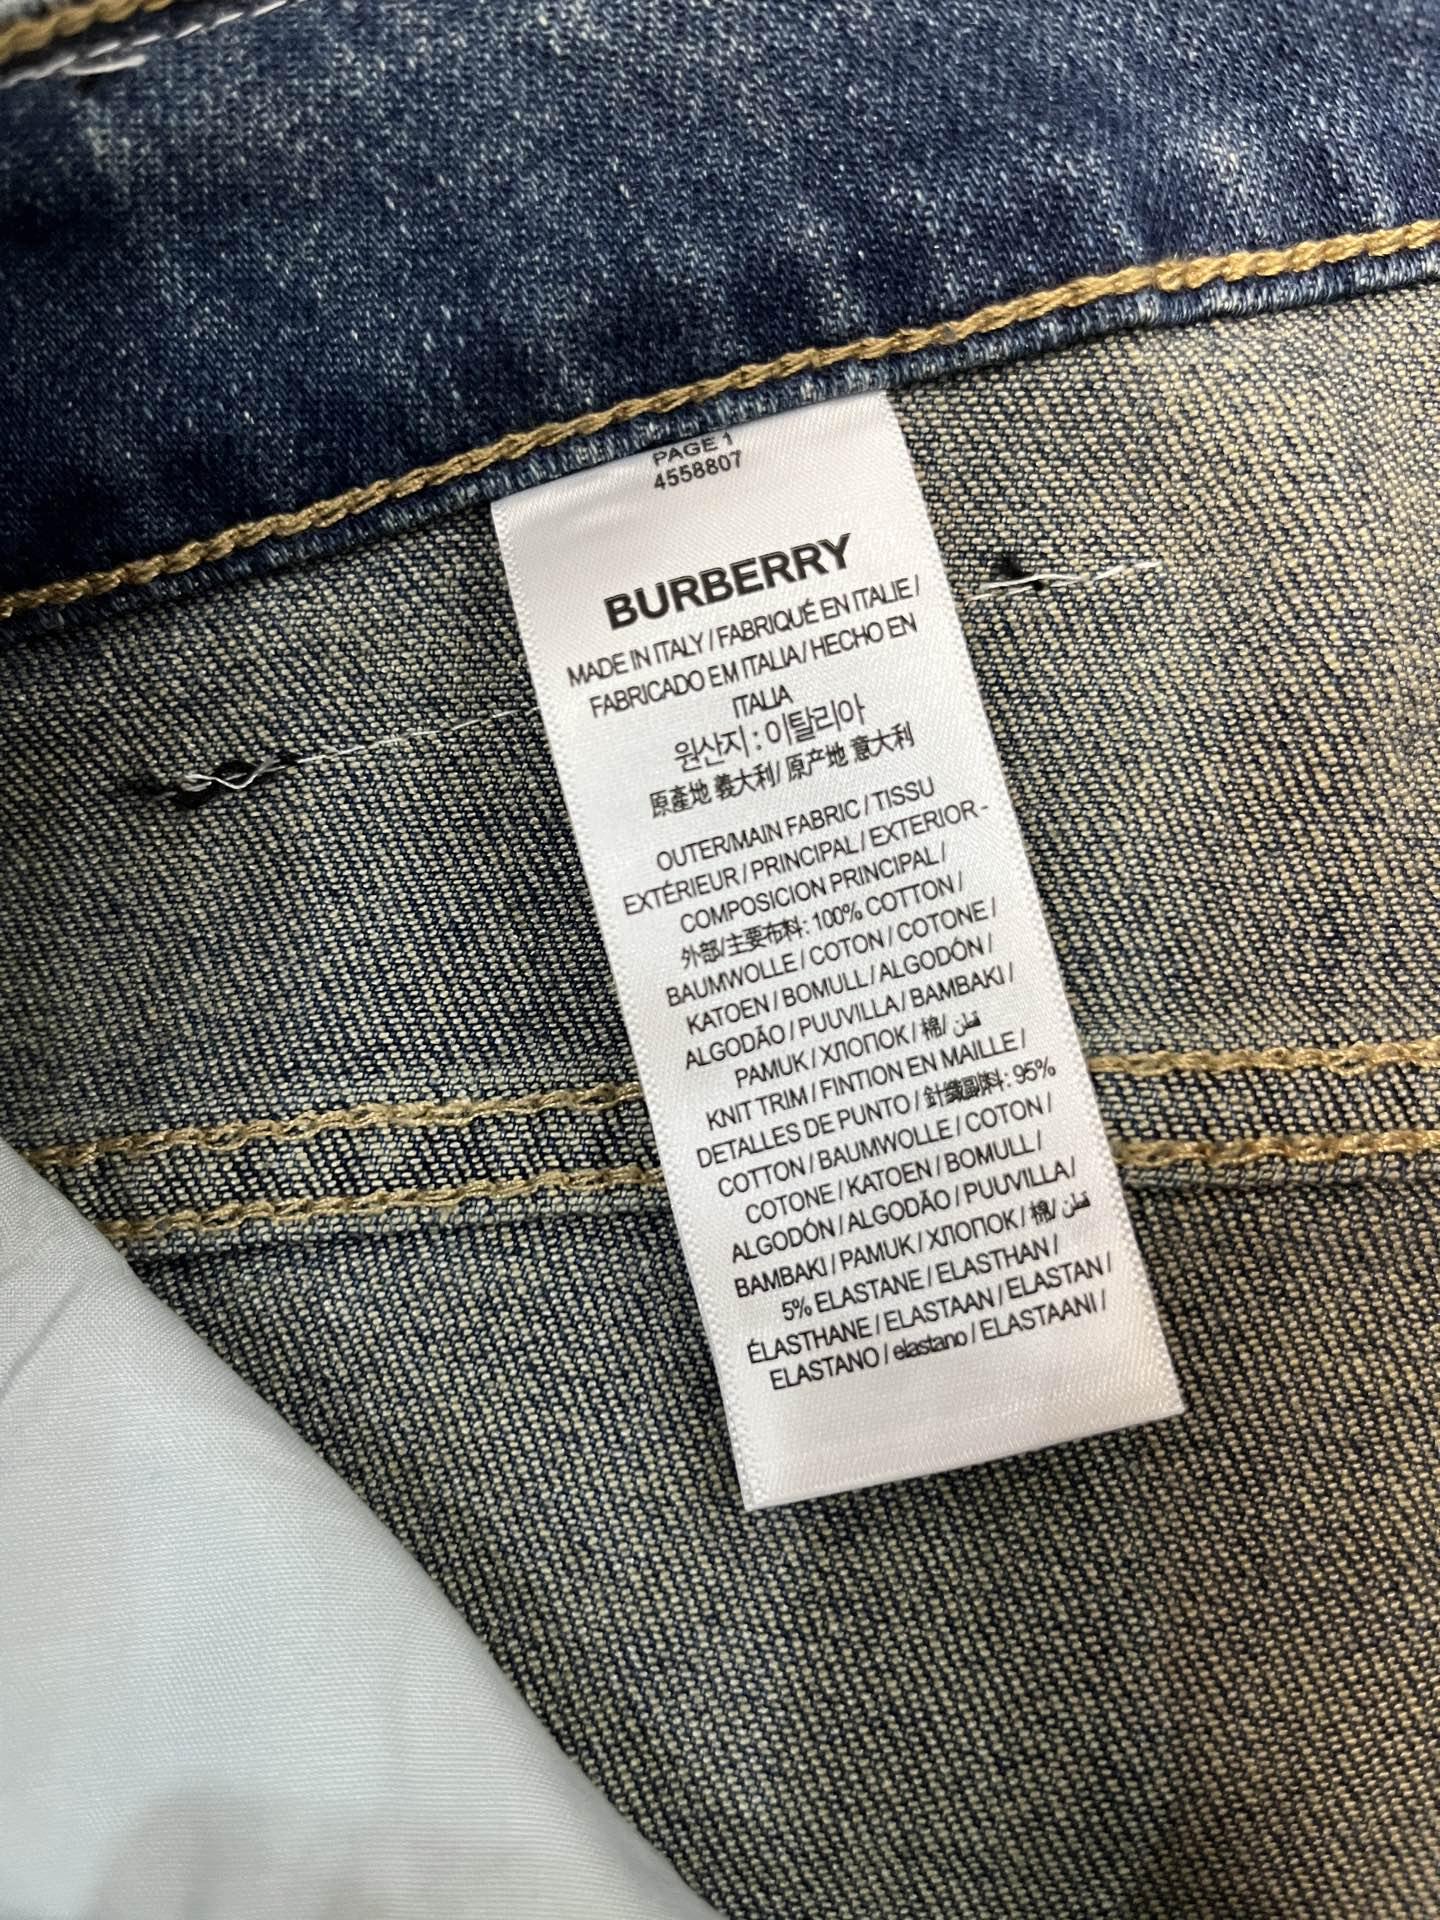 PAGE 1
4558807
BURBERRY
MADE IN ITALY / FABRIQUÉ EN ITALIE /
FABRICADO EM ITALIA / HECHO EN
ITALIA
원산지 : 이탈리아
原產地 義大利/ 原产地 意大利
OUTER/MAIN FABRIC / TISSU
EXTÉRIEUR / PRINCIPAL / EXTERIOR -
COMPOSICION PRINCIPAL /
外部/主要布料: 100% COTTON /
BAUMWOLLE / COTON / COTONE /
KATOEN / BOMULL / ALGODÓN /
ALGODÃO / PUUVILLA / BAMBAKI /
PAMUK / ХЛОПОК / 棉/ قطن
KNIT TRIM / FINTION EN MAILLE /
DETALLES DE PUNTO / 針織圓料: 95%
COTTON / BAUMWOLLE / COTON /
COTONE / KATOEN / BOMULL /
ALGODÓN / ALGODÃO / PUUVILLA /
BAMBAKI / PAMUK / ХЛОПОК / 棉/ قطن
5% ELASTANE / ELASTHAN /
ÉLASTHANE / ELASTAAN / ELASTAN /
ELASTANO / elastano / ELASTAANI /